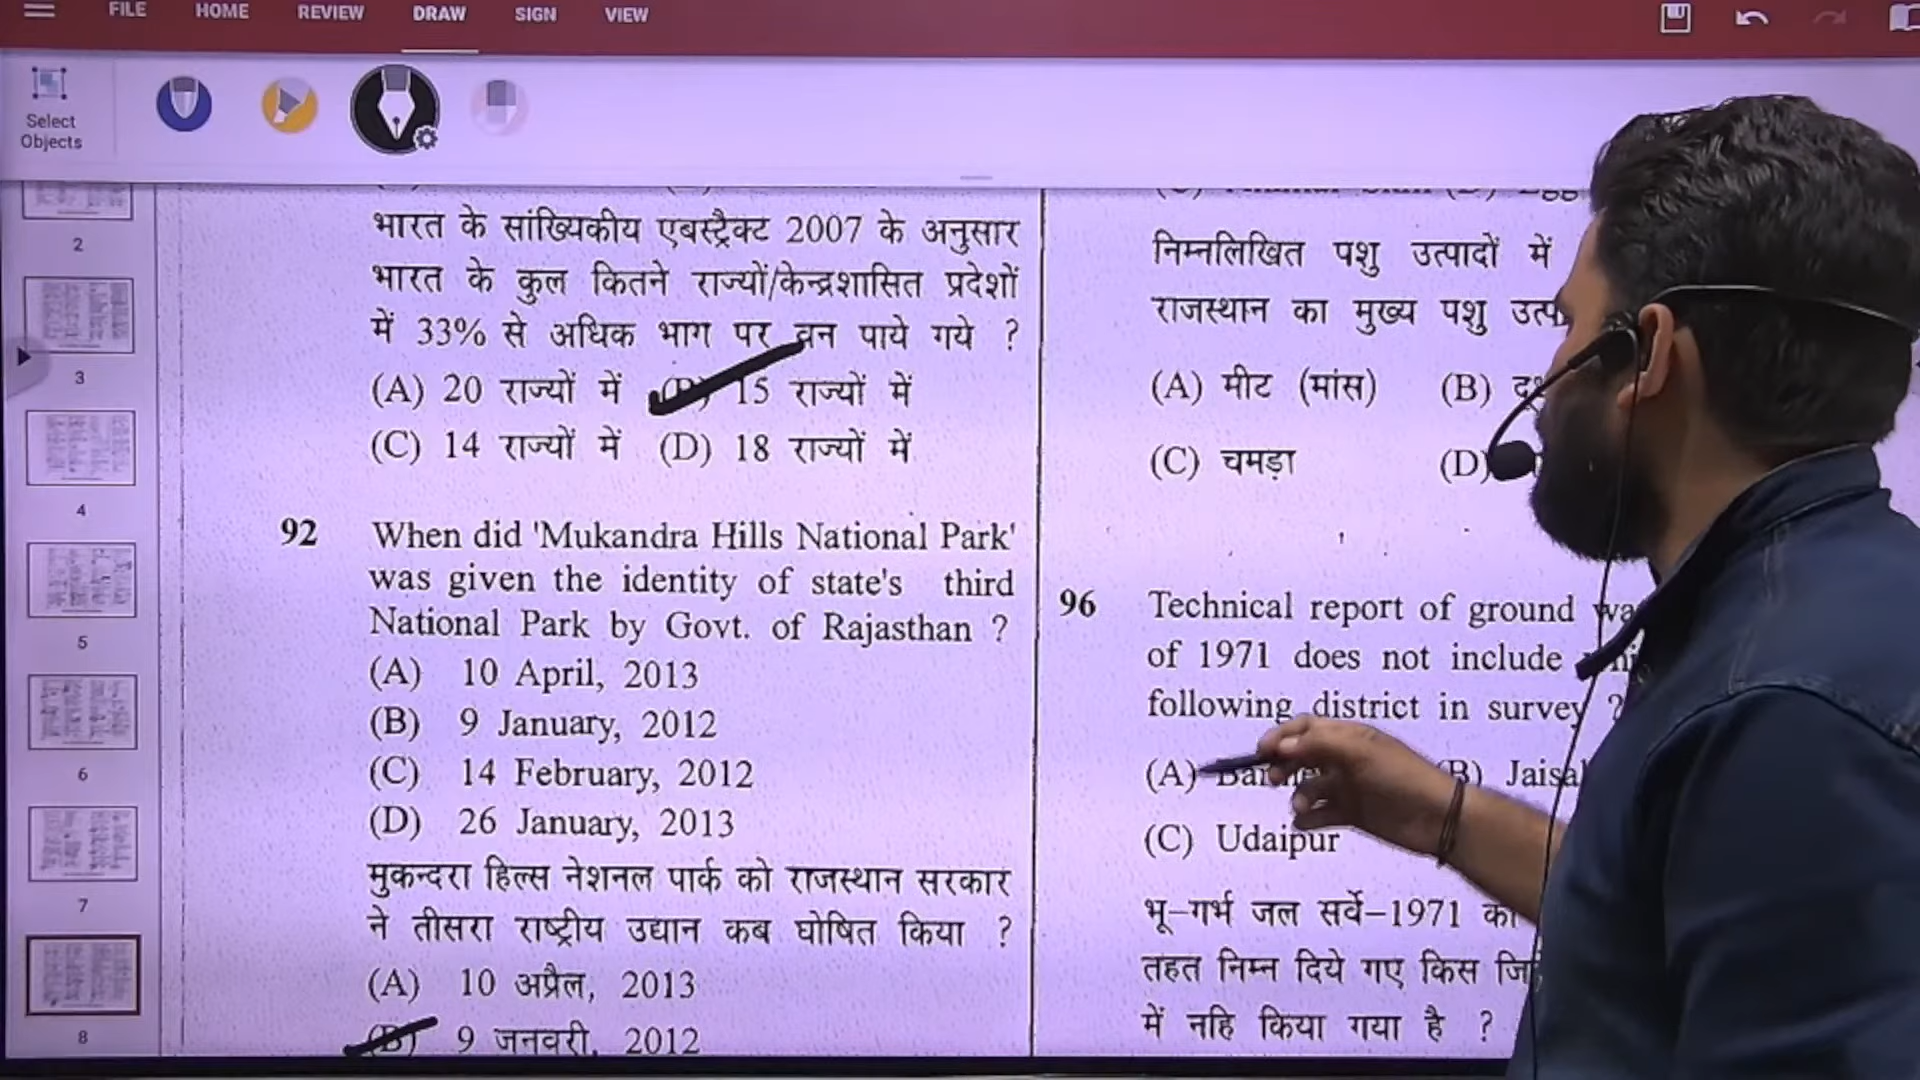 FILE HOME REVIEW DRAW SIGN VIEW
Select
Objects
2
3
4
5
6
7
8
भारत के सांख्यिकीय एबस्ट्रैक्ट 2007 के अनुसार
भारत के कुल कितने राज्यों/केन्द्रशासित प्रदेशों
में 33% से अधिक भाग पर वन पाये गये ?
(A) 20 राज्यों में (B) 15 राज्यों में
(C) 14 राज्यों में (D) 18 राज्यों में
92 When did 'Mukandra Hills National Park'
was given the identity of state's third
National Park by Govt. of Rajasthan ?
(A) 10 April, 2013
(B) 9 January, 2012
(C) 14 February, 2012
(D) 26 January, 2013
मुकन्दरा हिल्स नेशनल पार्क को राजस्थान सरकार
ने तीसरा राष्ट्रीय उद्यान कब घोषित किया ?
(A) 10 अप्रैल, 2013
(B) 9 जनवरी, 2012
निम्नलिखित पशु उत्पादों में
राजस्थान का मुख्य पशु
(A) मीट (मांस) (B)
(C) चमड़ा (D)
96 Technical report of ground
of 1971 does not include
following district in survey ?
(A) (B)
(C) Udaipur
भू-गर्भ जल सर्वे-1971 के
तहत निम्न दिये गए किस
में नहि किया गया है ?